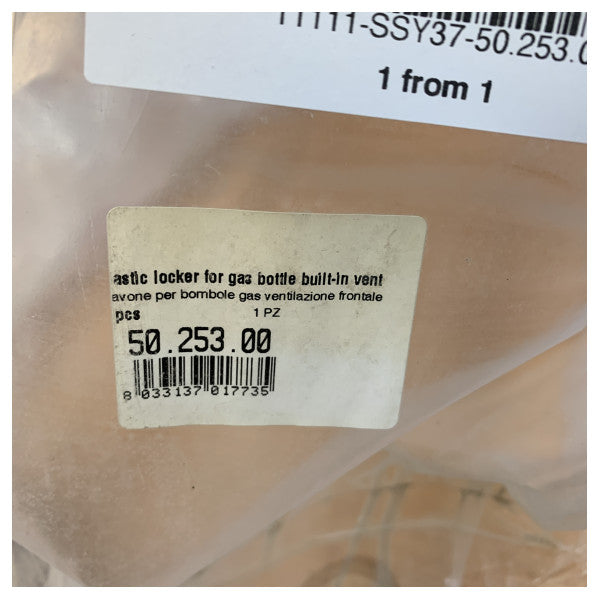 11111-SSY37-50.253.0
1 from 1
astic locker for gas bottle built-in vent
avone per bombole gas ventilazione frontale
pcs 1 PZ
50.253.00
8 033137 017735